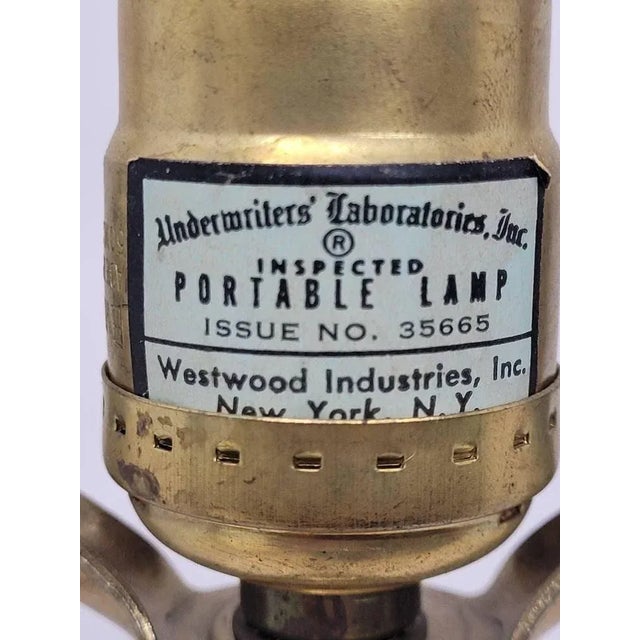 Underwriters' Laboratories, Inc.
®
INSPECTED
PORTABLE LAMP
ISSUE NO. 35665
Westwood Industries, Inc.
New York, N.Y.